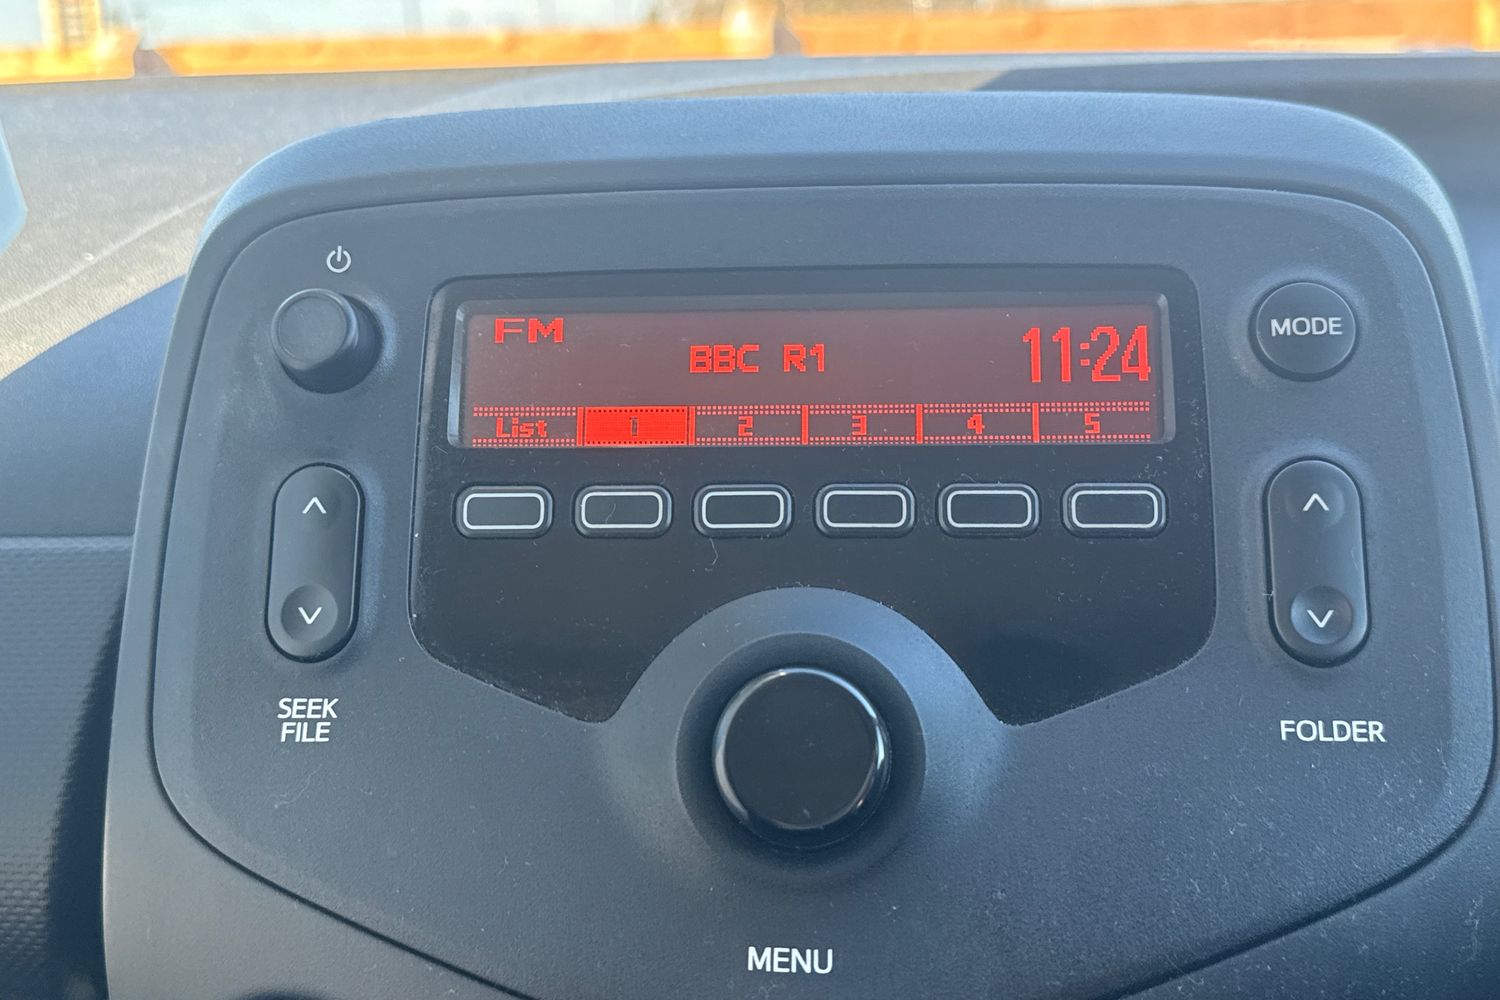 FM
BBC R1
11:24
List 1 2 3 4 5
MODE
SEEK
FILE
FOLDER
MENU